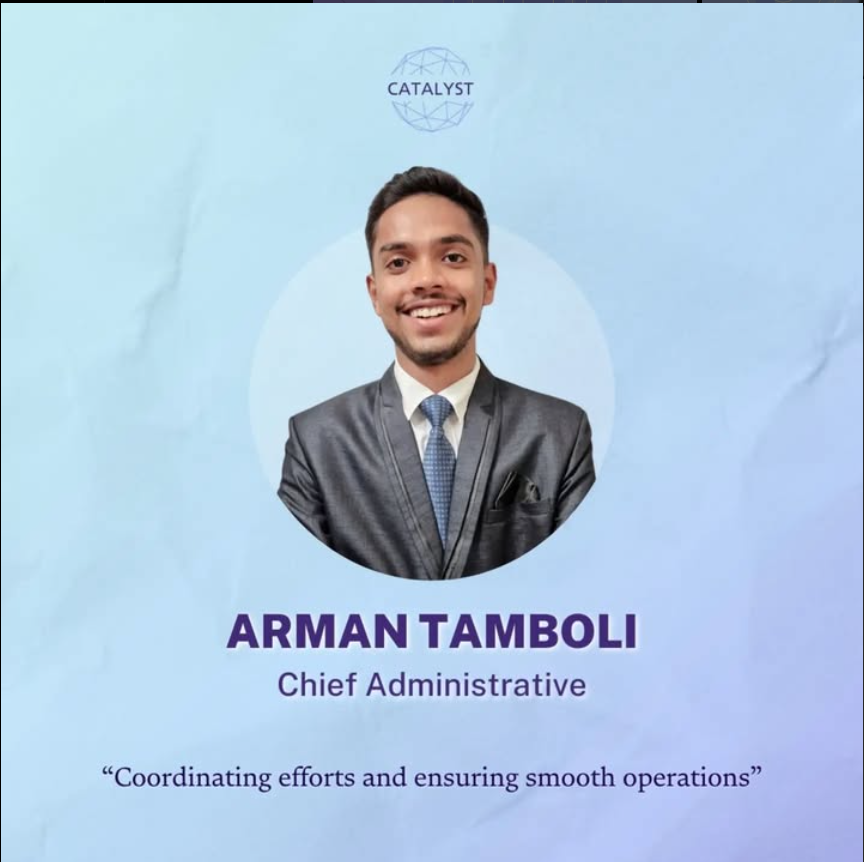 CATALYST
ARMAN TAMBOLI
Chief Administrative
“Coordinating efforts and ensuring smooth operations”